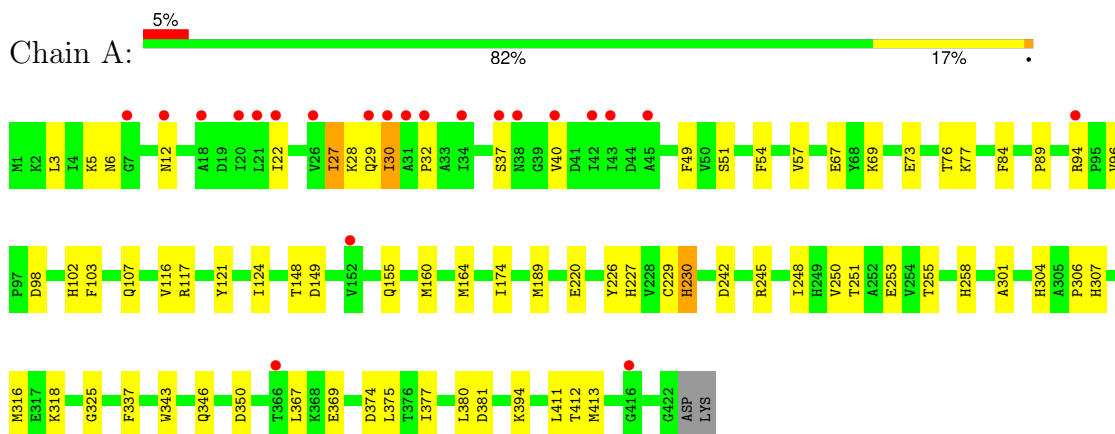 5%
Chain A:
82% 17% •
M1 K2 L3 I4 K5 N6 G7 N12 A18 D19 I20 L21 I22 V26 I27 K28 Q29 I30 A31 P32 A33 I34 S37 N38 G39 V40 D41 I42 I43 D44 A45 F49 V50 S51 F54 V57 E67 Y68 K69 E73 T76 K77 F84 P89 R94 P95 V96
P97 D98 H102 F103 Q107 V116 R117 Y121 I124 T148 D149 V152 Q155 M160 M164 I174 M189 E220 Y226 H227 V228 C229 H230 D242 R245 I248 H249 V250 T251 A252 E253 V254 T255 H258 A301 H304 A305 P306 H307
M316 E317 K318 G325 F337 W343 Q346 D350 T366 L367 K368 E369 D374 L375 T376 I377 L380 D381 K394 L411 T412 M413 G416 G422 ASP LYS